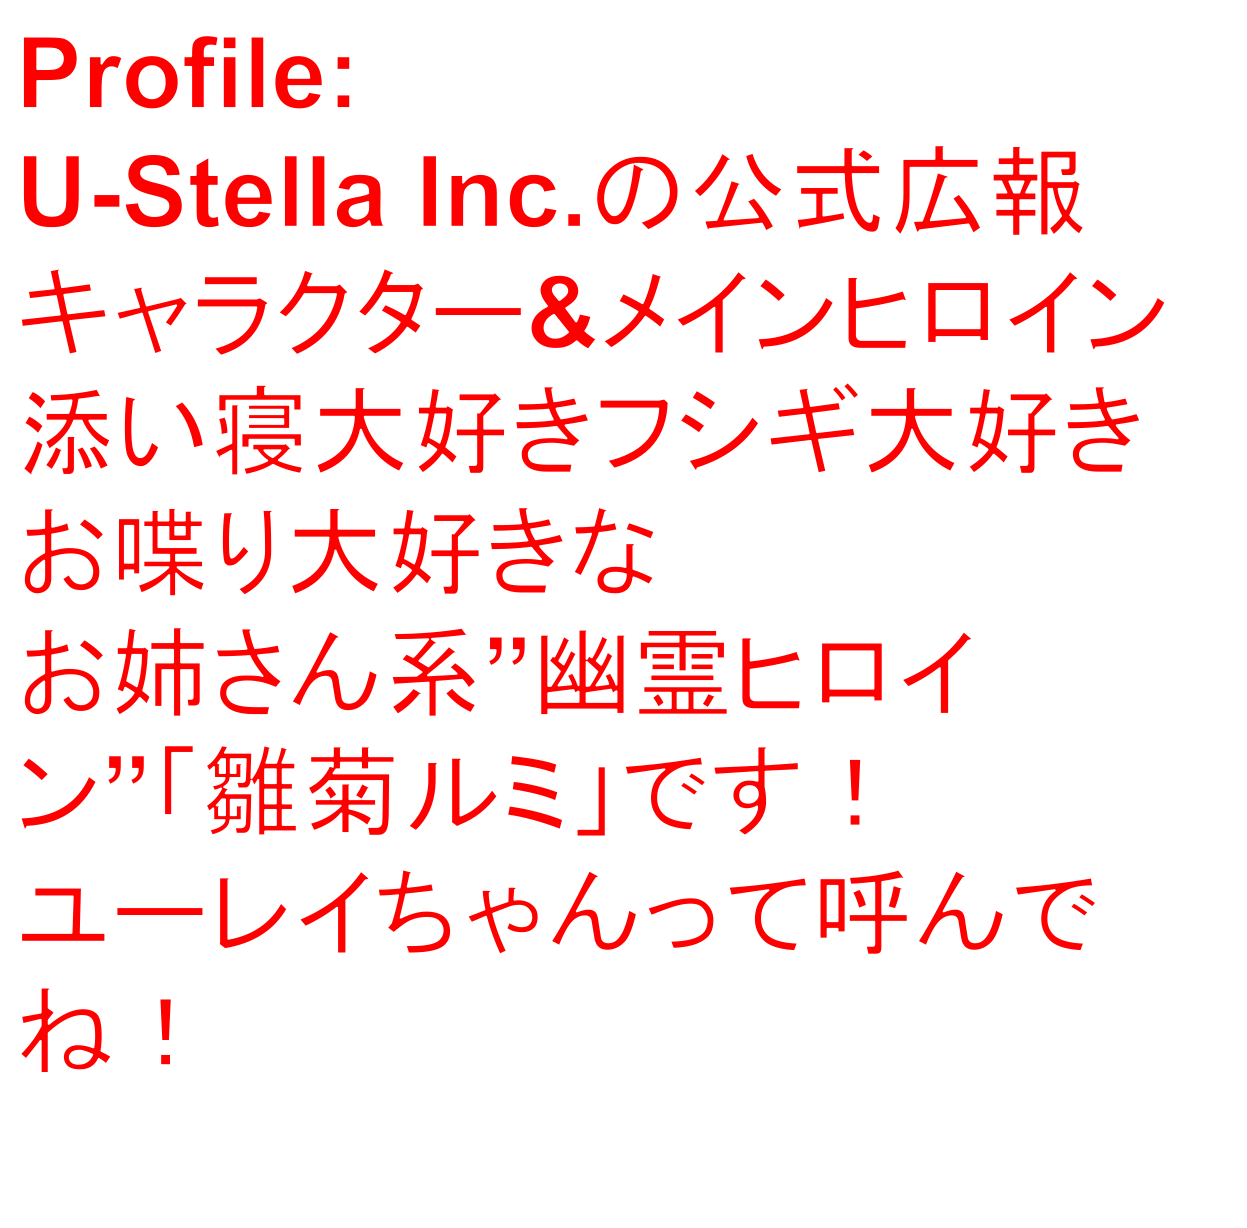 Profile:
U-Stella Inc.の公式広報
キャラクター&メインヒロイン
添い寝大好きフシギ大好き
お喋り大好きな
お姉さん系”幽霊ヒロイ
ン”「雛菊ルミ」です！
ユーレイちゃんって呼んで
ね！